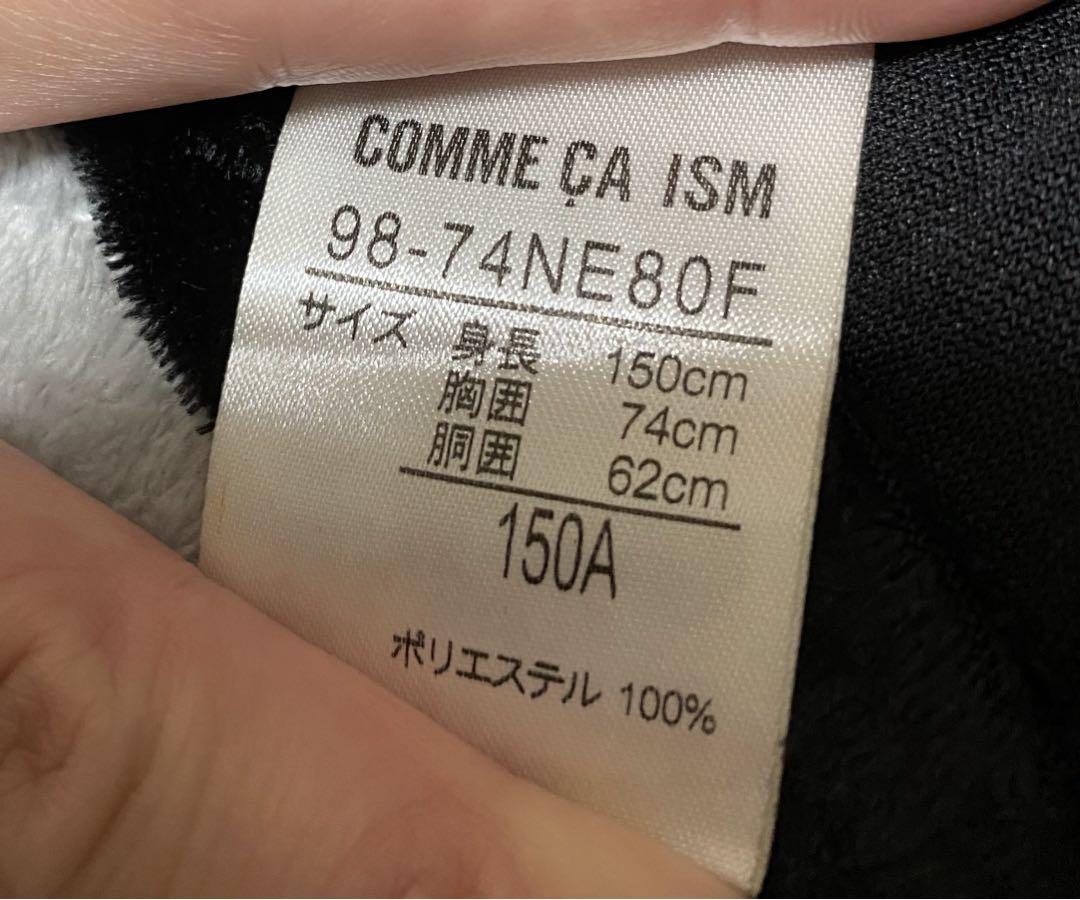 COMME ÇA ISM
98-74NE80F
サイズ 身長 150cm
胸囲 74cm
胴囲 62cm
150A
ポリエステル 100%